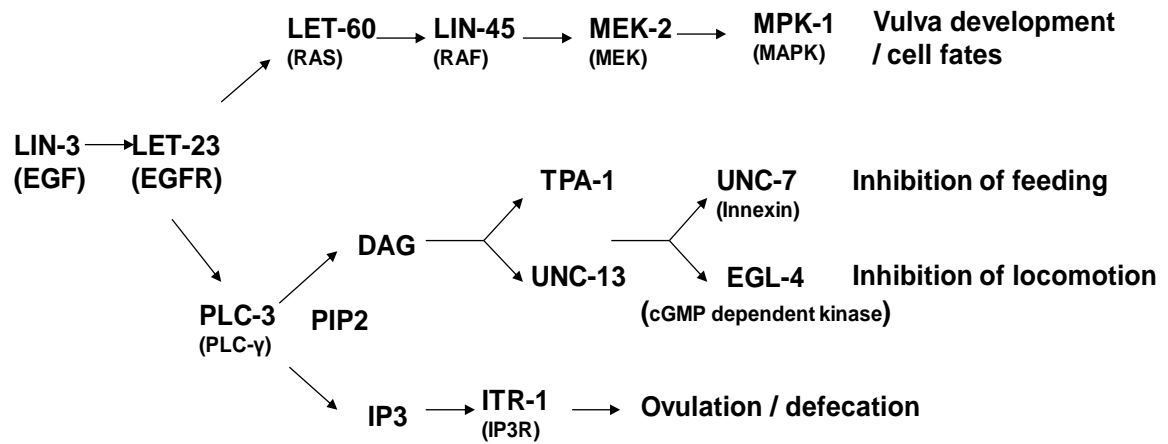 LET-60 LIN-45 MEK-2 MPK-1 Vulva development
(RAS) (RAF) (MEK) (MAPK) / cell fates
LIN-3 LET-23
(EGF) (EGFR)
TPA-1 UNC-7 Inhibition of feeding
(Innexin)
DAG
UNC-13 EGL-4 Inhibition of locomotion
(cGMP dependent kinase)
PLC-3 PIP2
(PLC-γ)
IP3 ITR-1 Ovulation / defecation
(IP3R)